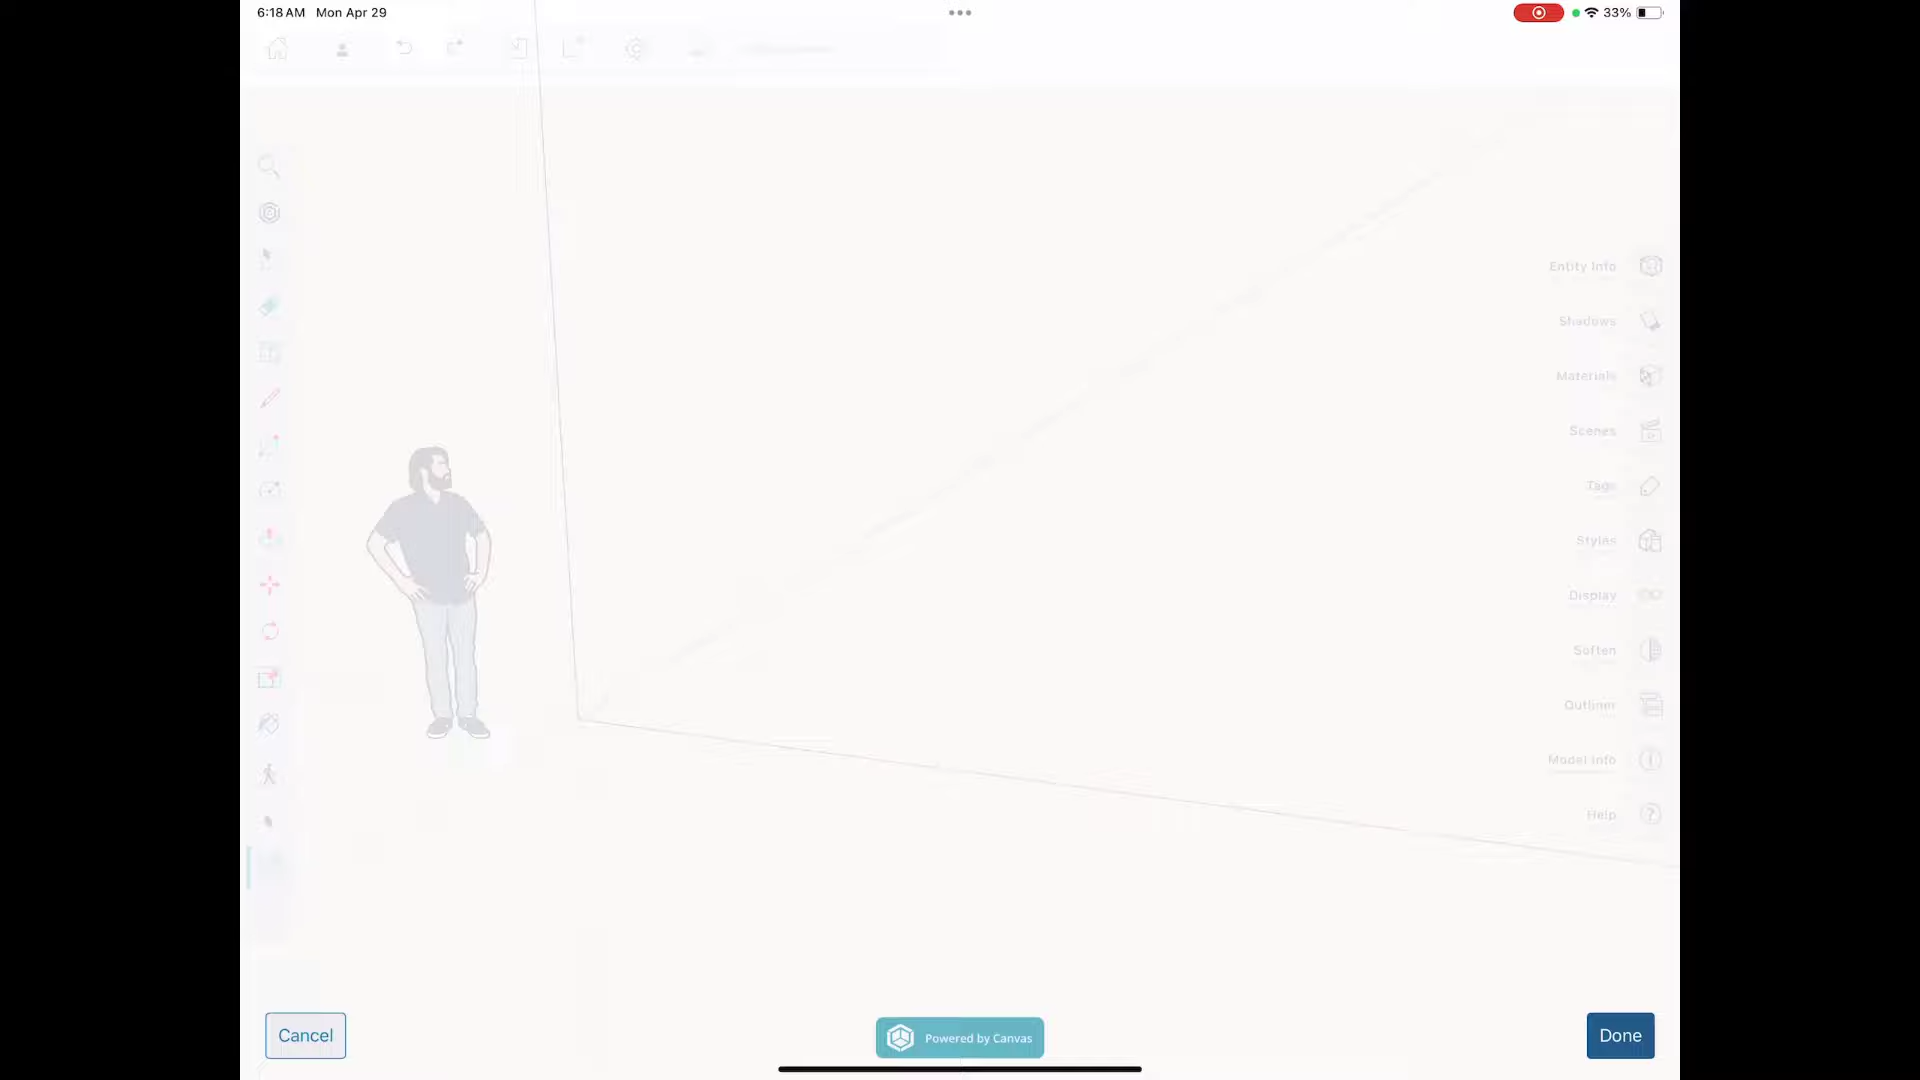 6:18 AM Mon Apr 29
33%
Entity Info
Shadows
Materials
Scenes
Tags
Styles
Display
Soften
Outliner
Model Info
Help
Cancel
Powered by Canvas
Done